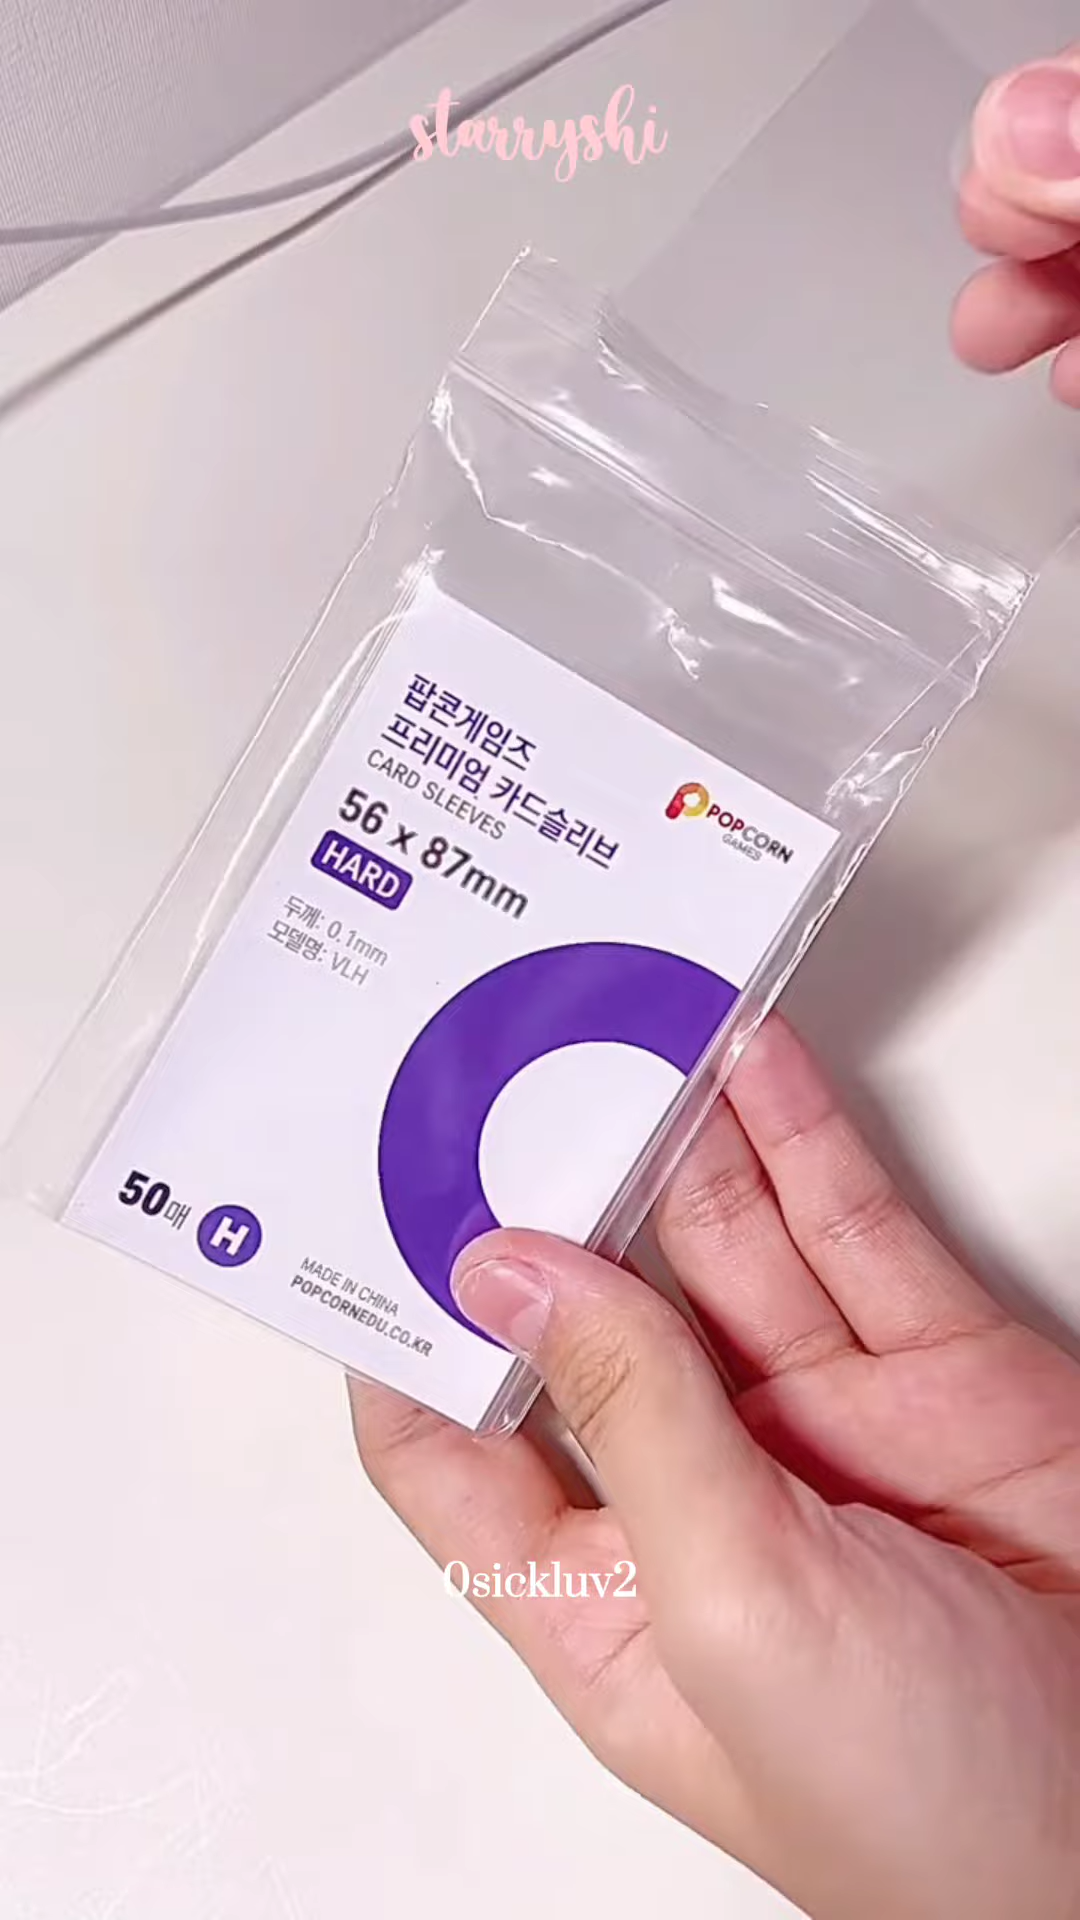 starryshi
팝콘게임즈
프리미엄 카드슬리브
CARD SLEEVES
56 x 87mm
HARD
두께: 0.1mm
모델명: VLH
POPCORN
GAMES
50매 H
MADE IN CHINA
POPCORNEDU.CO.KR
0sickluv2